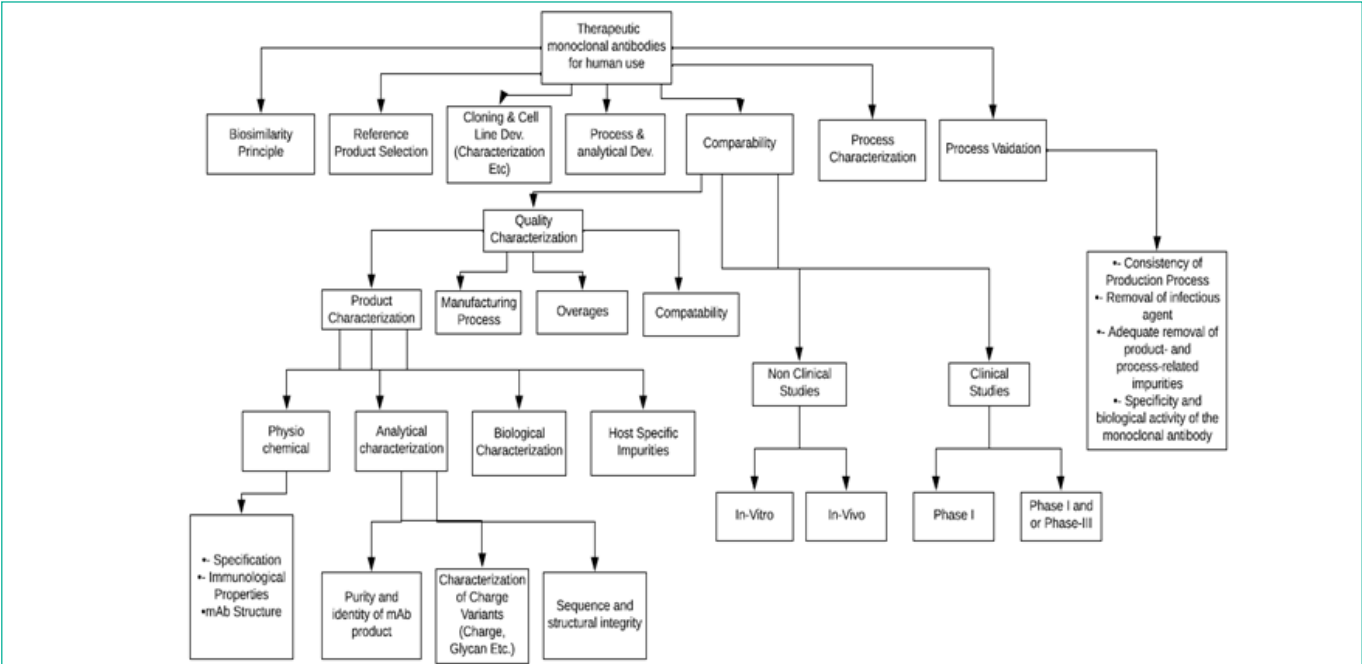 Therapeutic
monoclonal antibodies
for human use
Biosimilarity
Principle
Reference
Product Selection
Cloning & Cell
Line Dev.
(Characterization
Etc)
Process &
analytical Dev.
Comparability
Process
Characterization
Process Vaidation
Quality
Characterization
•- Consistency of
Production Process
•- Removal of infectious
agent
•- Adequate removal of
product- and
process-related
impurities
•- Specificity and
biological activity of the
monoclonal antibody
Product
Characterization
Manufacturing
Process
Overages
Compatability
Non Clinical
Studies
Clinical
Studies
Physio
chemical
Analytical
characterization
Biological
Characterization
Host Specific
Impurities
In-Vitro
In-Vivo
Phase I
Phase I and
or Phase-III
•- Specification
•- Immunological
Properties
•mAb Structure
Purity and
identity of mAb
product
Characterization
of Charge
Variants
(Charge,
Glycan Etc.)
Sequence and
structural integrity